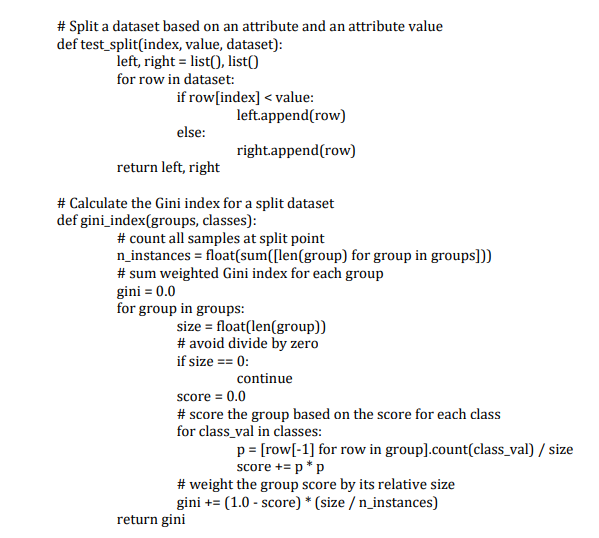 # Split a dataset based on an attribute and an attribute value
def test_split(index, value, dataset):
left, right = list(), list()
for row in dataset:
if row[index] < value:
left.append(row)
else:
right.append(row)
return left, right
# Calculate the Gini index for a split dataset
def gini_index(groups, classes):
# count all samples at split point
n_instances = float(sum([len(group) for group in groups]))
# sum weighted Gini index for each group
gini = 0.0
for group in groups:
size = float(len(group))
# avoid divide by zero
if size == 0:
continue
score = 0.0
# score the group based on the score for each class
for class_val in classes:
p = [row[-1] for row in group].count(class_val) / size
score += p * p
# weight the group score by its relative size
gini += (1.0 - score) * (size / n_instances)
return gini